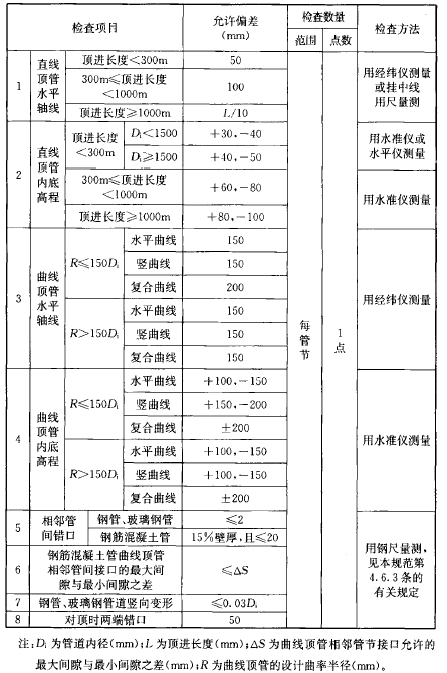 检查项目 允许偏差(mm) 检查数量 检查方法
范围 点数
1 直线顶管水平轴线 顶进长度<300m 50 每管节 1点 用经纬仪测量或挂中线用尺量测
300m≤顶进长度<1000m 100
顶进长度≥1000m L/10
2 直线顶管内底高程 顶进长度<300m Di<1500 +30,-40 用水准仪或水平仪测量
Di≥1500 +40,-50
300m≤顶进长度<1000m +60,-80 用水准仪测量
顶进长度≥1000m +80,-100
3 曲线顶管水平轴线 R≤150Di 水平曲线 150 用经纬仪测量
竖曲线 150
复合曲线 200
R>150Di 水平曲线 150
竖曲线 150
复合曲线 150
4 曲线顶管内底高程 R≤150Di 水平曲线 +100,-150 用水准仪测量
竖曲线 +150,-200
复合曲线 ±200
R>150Di 水平曲线 +100,-150
竖曲线 +100,-150
复合曲线 ±200
5 相邻管间错口 钢管、玻璃钢管 ≤2 用钢尺量测,见本规范第4.6.3条的有关规定
钢筋混凝土管 15%壁厚,且≤20
6 钢筋混凝土管曲线顶管相邻管间接口的最大间隙与最小间隙之差 ≤ΔS
7 钢管、玻璃钢管道竖向变形 ≤0.03Di
8 对顶时两端错口 50
注:Di为管道内径(mm);L为顶进长度(mm);ΔS为曲线顶管相邻管节接口允许的
最大间隙与最小间隙之差(mm);R为曲线顶管的设计曲率半径(mm)。